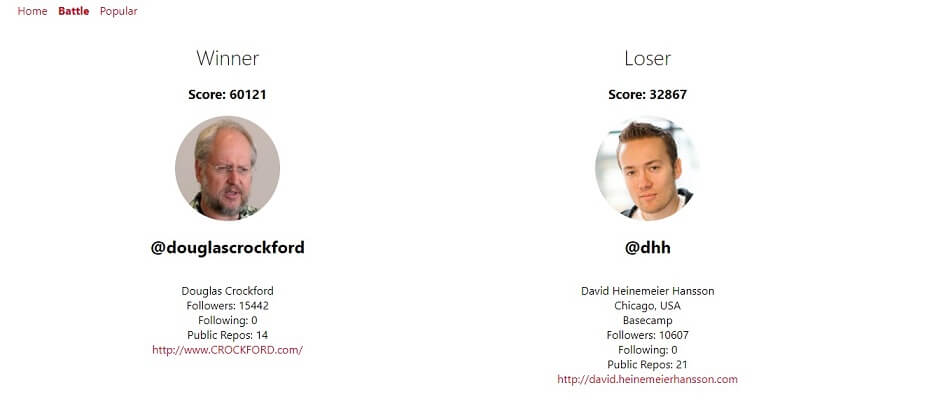 Home Battle Popular
Winner
Score: 60121
@douglascrockford
Douglas Crockford
Followers: 15442
Following: 0
Public Repos: 14
http://www.CROCKFORD.com/
Loser
Score: 32867
@dhh
David Heinemeier Hansson
Chicago, USA
Basecamp
Followers: 10607
Following: 0
Public Repos: 21
http://david.heinemeierhansson.com